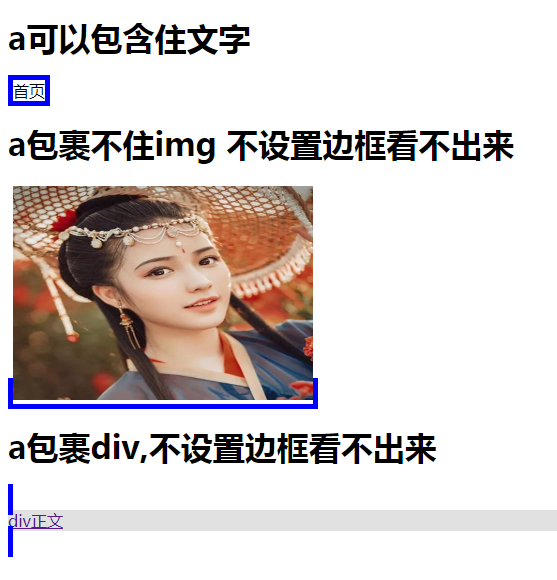 a可以包含住文字
首页
a包裹不住img 不设置边框看不出来
a包裹div,不设置边框看不出来
div正文